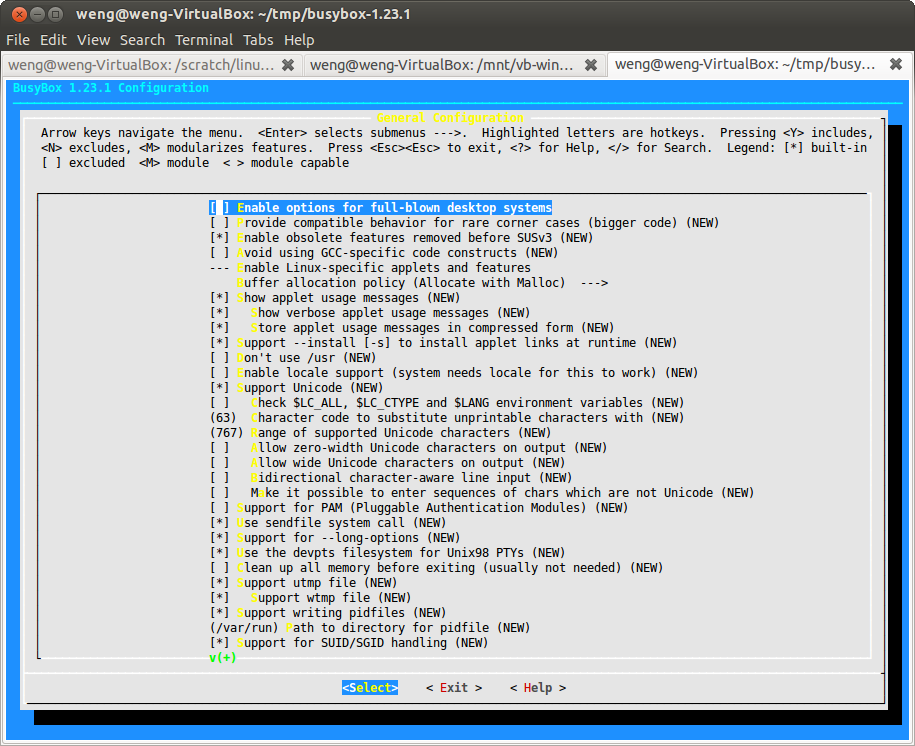 weng@weng-VirtualBox: ~/tmp/busybox-1.23.1
File Edit View Search Terminal Tabs Help
weng@weng-VirtualBox: /scratch/linu... weng@weng-VirtualBox: /mnt/vb-win... weng@weng-VirtualBox: ~/tmp/busy...
BusyBox 1.23.1 Configuration
General Configuration
Arrow keys navigate the menu. <Enter> selects submenus --->. Highlighted letters are hotkeys. Pressing <Y> includes,
<N> excludes, <M> modularizes features. Press <Esc><Esc> to exit, <?> for Help, </> for Search. Legend: [*] built-in
[ ] excluded <M> module < > module capable
[ ] Enable options for full-blown desktop systems
[ ] Provide compatible behavior for rare corner cases (bigger code) (NEW)
[*] Enable obsolete features removed before SUSv3 (NEW)
[ ] Avoid using GCC-specific code constructs (NEW)
--- Enable Linux-specific applets and features
Buffer allocation policy (Allocate with Malloc) --->
[*] Show applet usage messages (NEW)
[*] Show verbose applet usage messages (NEW)
[*] Store applet usage messages in compressed form (NEW)
[*] Support --install [-s] to install applet links at runtime (NEW)
[ ] Don't use /usr (NEW)
[ ] Enable locale support (system needs locale for this to work) (NEW)
[*] Support Unicode (NEW)
[ ] Check $LC_ALL, $LC_CTYPE and $LANG environment variables (NEW)
(63) Character code to substitute unprintable characters with (NEW)
(767) Range of supported Unicode characters (NEW)
[ ] Allow zero-width Unicode characters on output (NEW)
[ ] Allow wide Unicode characters on output (NEW)
[ ] Bidirectional character-aware line input (NEW)
[ ] Make it possible to enter sequences of chars which are not Unicode (NEW)
[ ] Support for PAM (Pluggable Authentication Modules) (NEW)
[*] Use sendfile system call (NEW)
[*] Support for --long-options (NEW)
[*] Use the devpts filesystem for Unix98 PTYs (NEW)
[ ] Clean up all memory before exiting (usually not needed) (NEW)
[*] Support utmp file (NEW)
[*] Support wtmp file (NEW)
[*] Support writing pidfiles (NEW)
(/var/run) Path to directory for pidfile (NEW)
[*] Support for SUID/SGID handling (NEW)
v(+)
<Select> < Exit > < Help >